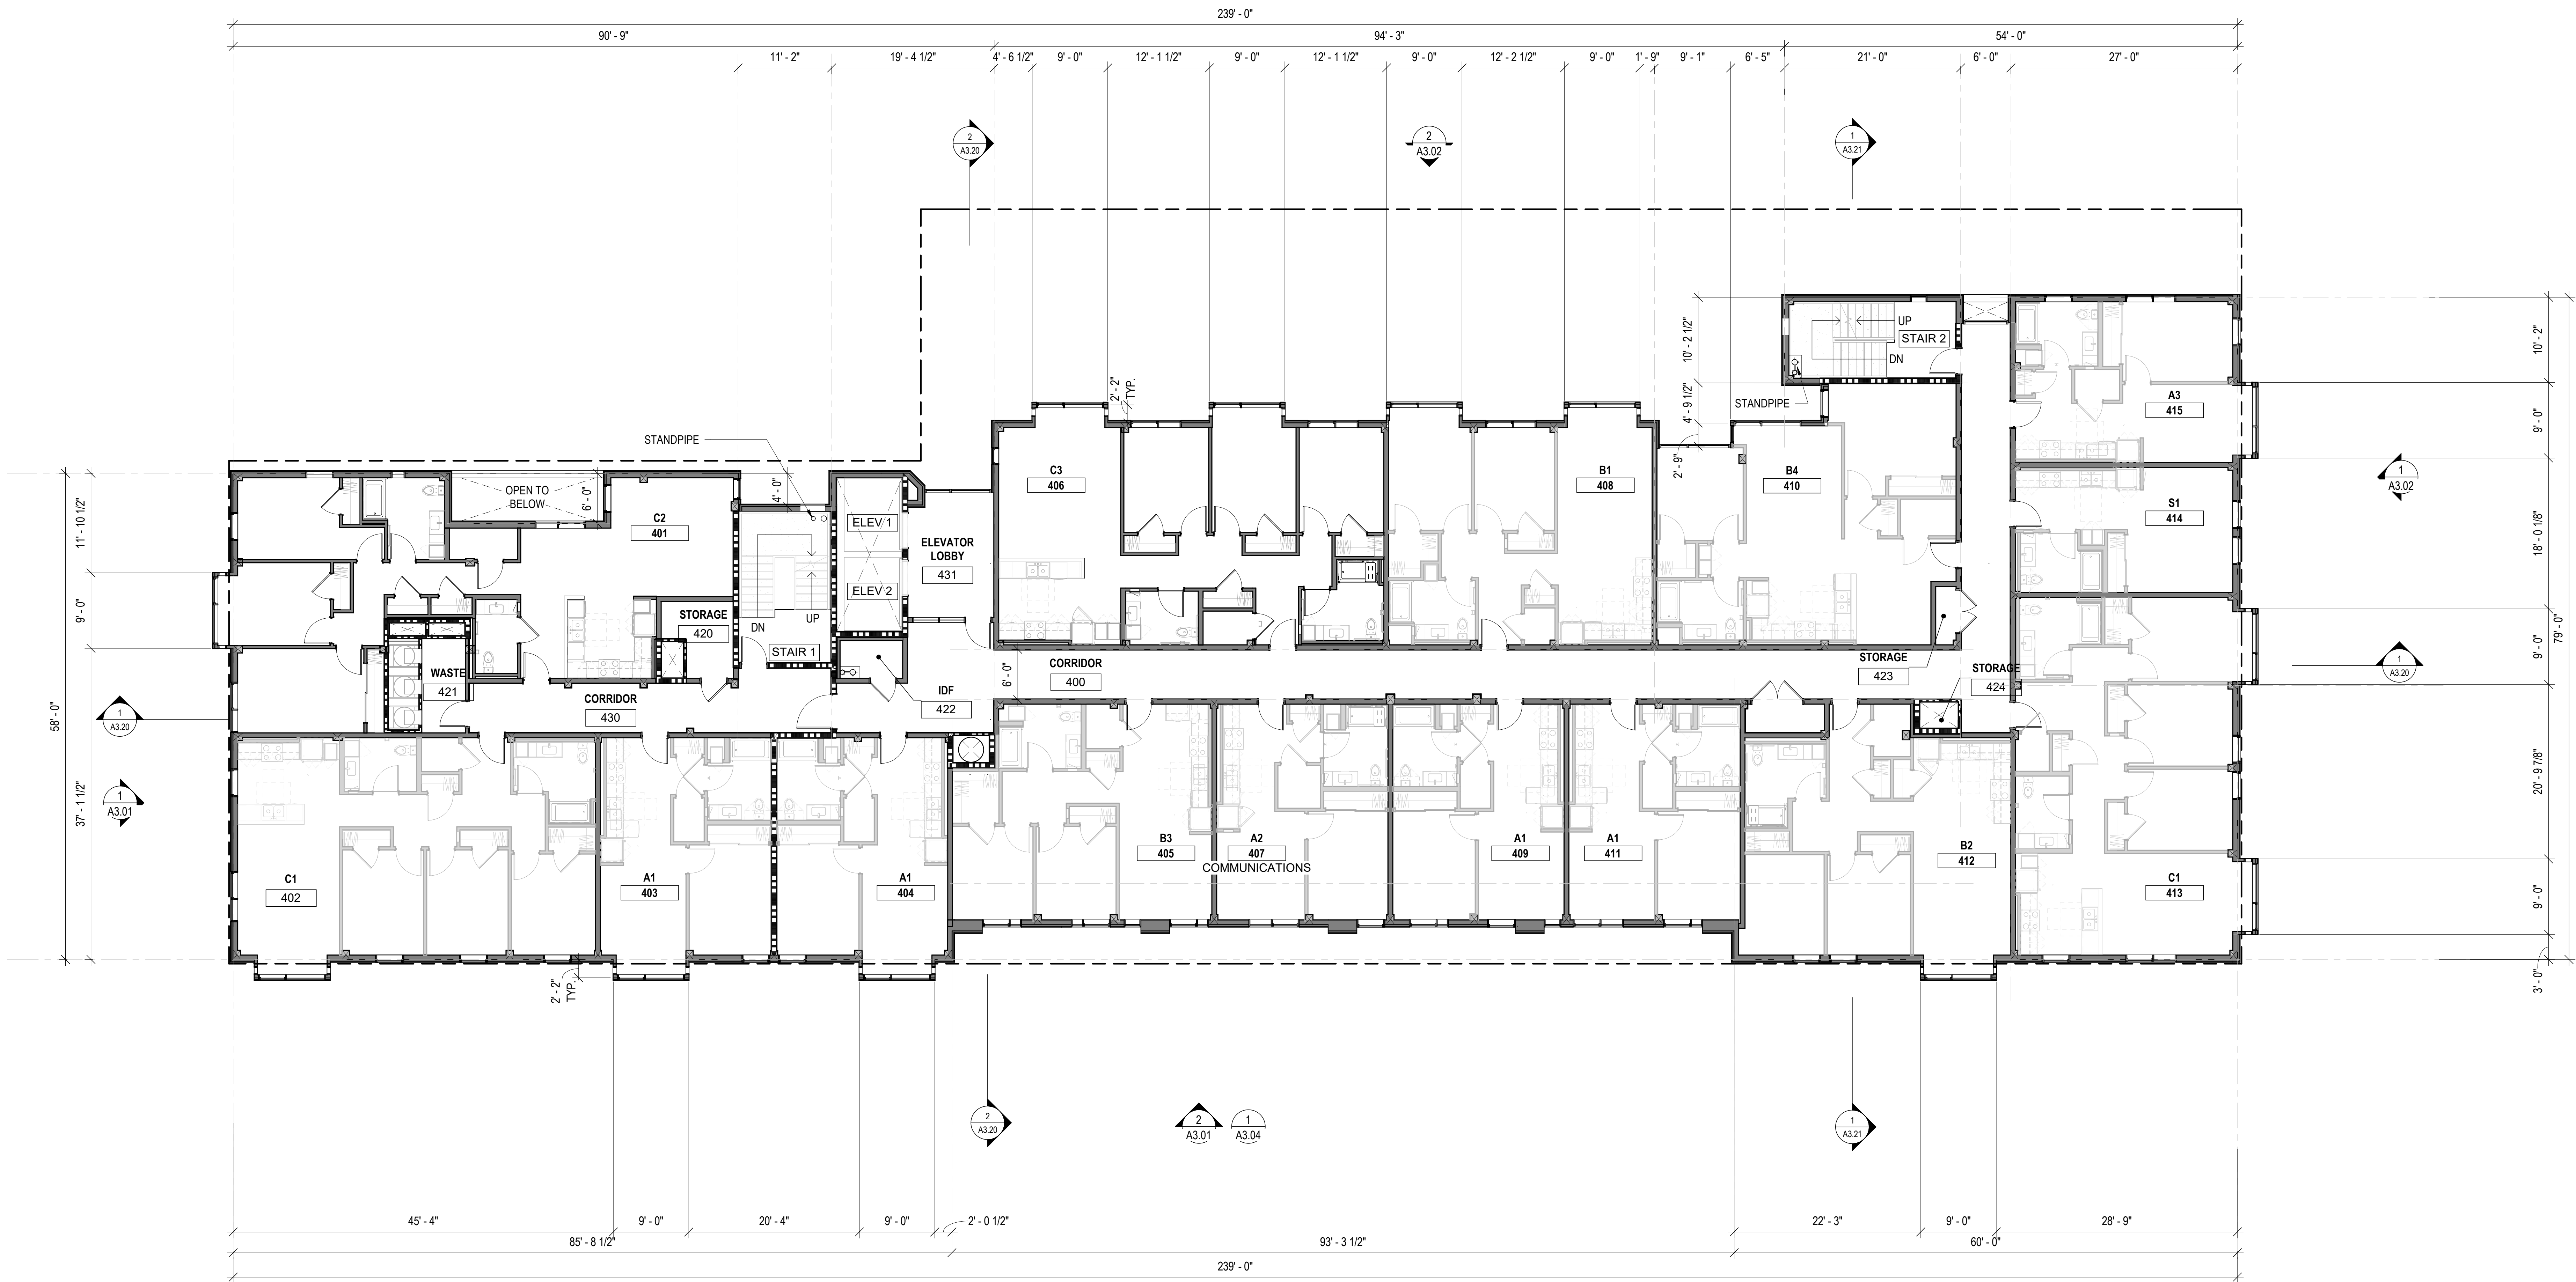 239' - 0"
90' - 9"
94' - 3"
54' - 0"
11' - 2"
19' - 4 1/2"
4' - 6 1/2"
9' - 0"
12' - 1 1/2"
9' - 0"
12' - 1 1/2"
9' - 0"
12' - 2 1/2"
9' - 0"
1' - 9"
9' - 1"
6' - 5"
21' - 0"
6' - 0"
27' - 0"
2
A3.20
2
A3.02
1
A3.21
UP
STAIR 2
DN
10' - 2 1/2"
4' - 9 1/2"
STANDPIPE
2' - 9"
2' - 2"
TYP.
10' - 2"
9' - 0"
18' - 0 1/8"
9' - 0"
20' - 9 7/8"
9' - 0"
3' - 0"
79' - 0"
A3
415
1
A3.02
STANDPIPE
4' - 0"
OPEN TO
BELOW
6' - 0"
C2
401
ELEV 1
ELEV 2
ELEVATOR
LOBBY
431
C3
406
B1
408
B4
410
S1
414
11' - 10 1/2"
9' - 0"
37' - 1 1/2"
58' - 0"
STORAGE
420
DN
UP
STAIR 1
WASTE
421
CORRIDOR
430
IDF
422
6' - 0"
CORRIDOR
400
STORAGE
423
STORAGE
424
1
A3.20
1
A3.20
1
A3.01
C1
402
A1
403
A1
404
B3
405
A2
407
COMMUNICATIONS
A1
409
A1
411
B2
412
C1
413
2' - 2"
TYP.
2
A3.20
2
A3.01
1
A3.04
1
A3.21
45' - 4"
9' - 0"
20' - 4"
9' - 0"
2' - 0 1/2"
22' - 3"
9' - 0"
28' - 9"
85' - 8 1/2"
93' - 3 1/2"
60' - 0"
239' - 0"